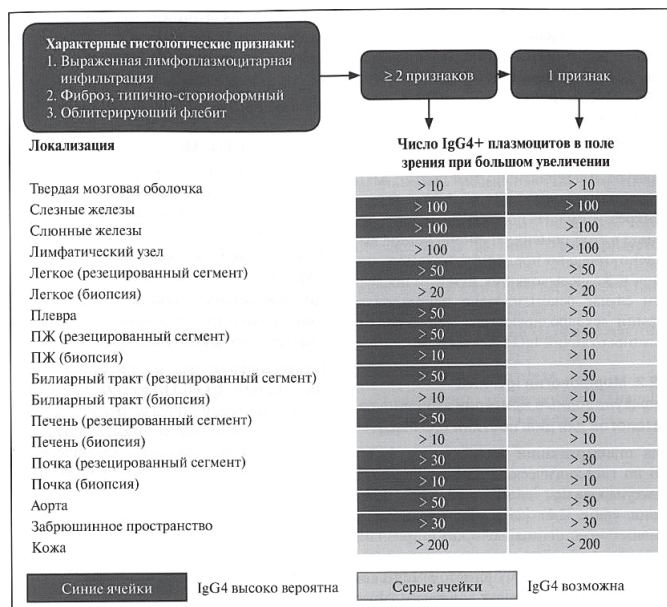 Характерные гистологические признаки:
1. Выраженная лимфоплазмоцитарная
инфильтрация
2. Фиброз, типично-сториоформный
3. Облитерирующий флебит
≥ 2 признаков
1 признак
Локализация
Число IgG4+ плазмоцитов в поле
зрения при большом увеличении
Твердая мозговая оболочка > 10 > 10
Слезные железы > 100 > 100
Слюнные железы > 100 > 100
Лимфатический узел > 100 > 100
Легкое (резецированный сегмент) > 50 > 50
Легкое (биопсия) > 20 > 20
Плевра > 50 > 50
ПЖ (резецированный сегмент) > 50 > 50
ПЖ (биопсия) > 10 > 10
Билиарный тракт (резецированный сегмент) > 50 > 50
Билиарный тракт (биопсия) > 10 > 10
Печень (резецированный сегмент) > 50 > 50
Печень (биопсия) > 10 > 10
Почка (резецированный сегмент) > 30 > 30
Почка (биопсия) > 10 > 10
Аорта > 50 > 50
Забрюшинное пространство > 30 > 30
Кожа > 200 > 200
Синие ячейки IgG4 высоко вероятна Серые ячейки IgG4 возможна